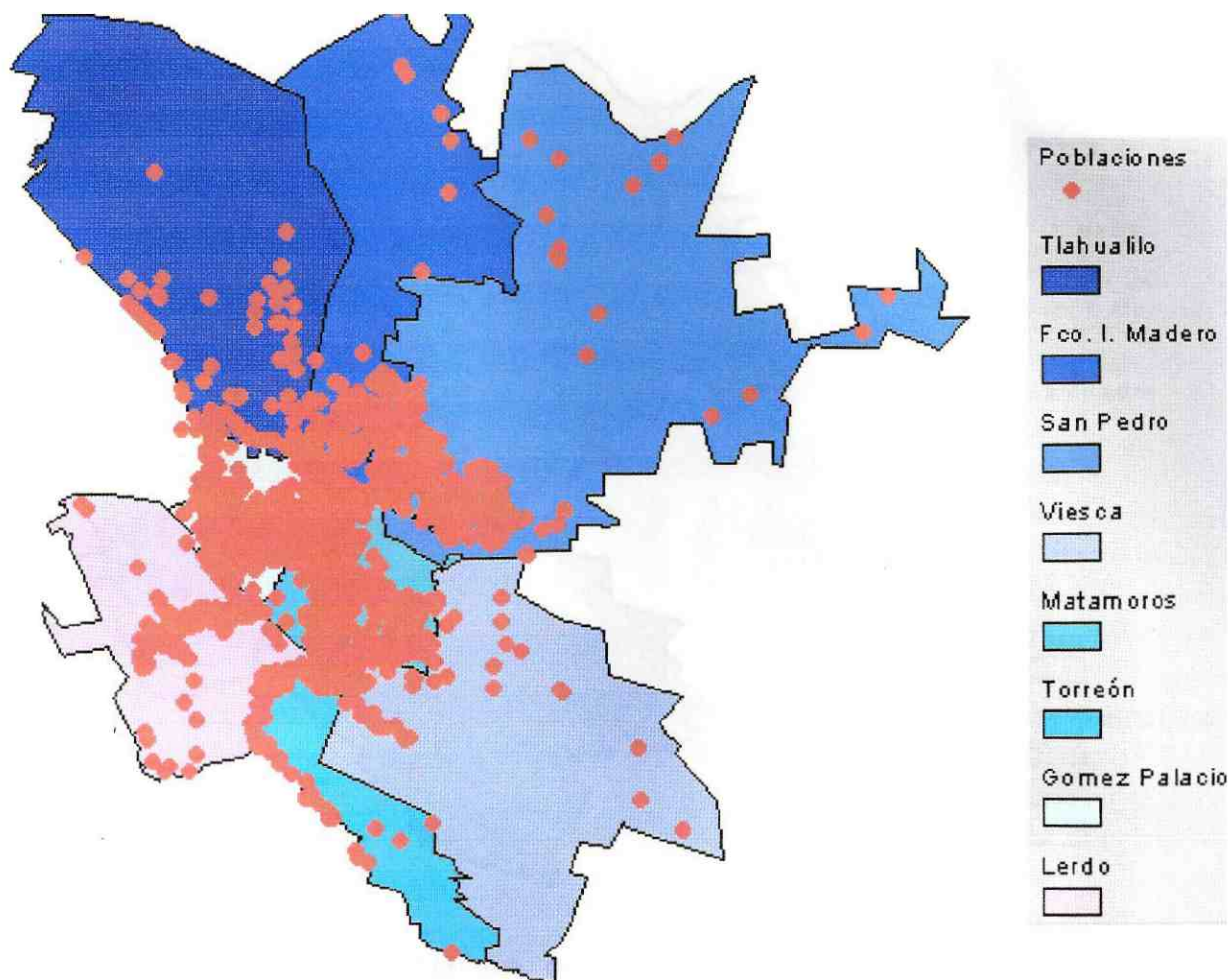 Poblaciones
Tlahualilo
Fco. I. Madero
San Pedro
Viesca
Matamoros
Torreón
Gomez Palacio
Lerdo